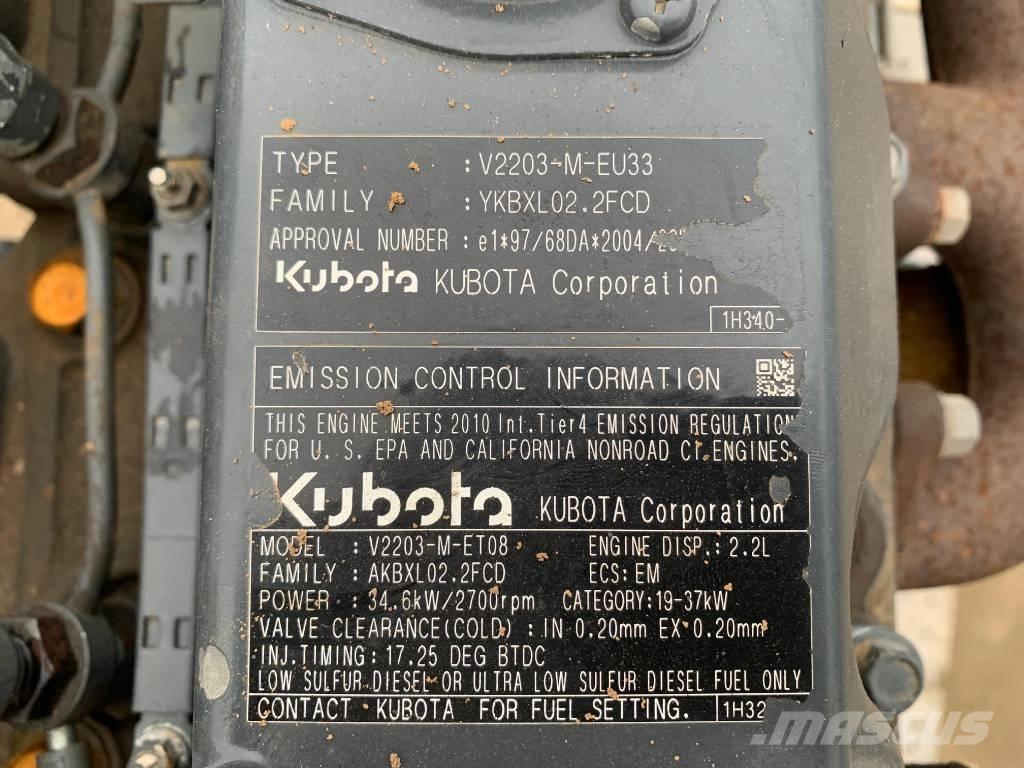 TYPE : V2203-M-EU33
FAMILY : YKBXL02.2FCD
APPROVAL NUMBER : e1*97/68DA*2004/
Kubota KUBOTA Corporation
1H340-
EMISSION CONTROL INFORMATION
THIS ENGINE MEETS 2010 Int.Tier4 EMISSION REGULATION
FOR U. S. EPA AND CALIFORNIA NONROAD CI ENGINES.
Kubota KUBOTA Corporation
MODEL : V2203-M-ET08 ENGINE DISP.: 2.2L
FAMILY : AKBXL02.2FCD ECS: EM
POWER : 34.6kW/2700rpm CATEGORY: 19-37kW
VALVE CLEARANCE(COLD) : IN 0.20mm EX 0.20mm
INJ.TIMING: 17.25 DEG BTDC
LOW SULFUR DIESEL OR ULTRA LOW SULFUR DIESEL FUEL ONLY
CONTACT KUBOTA FOR FUEL SETTING. 1H32
MASCUS